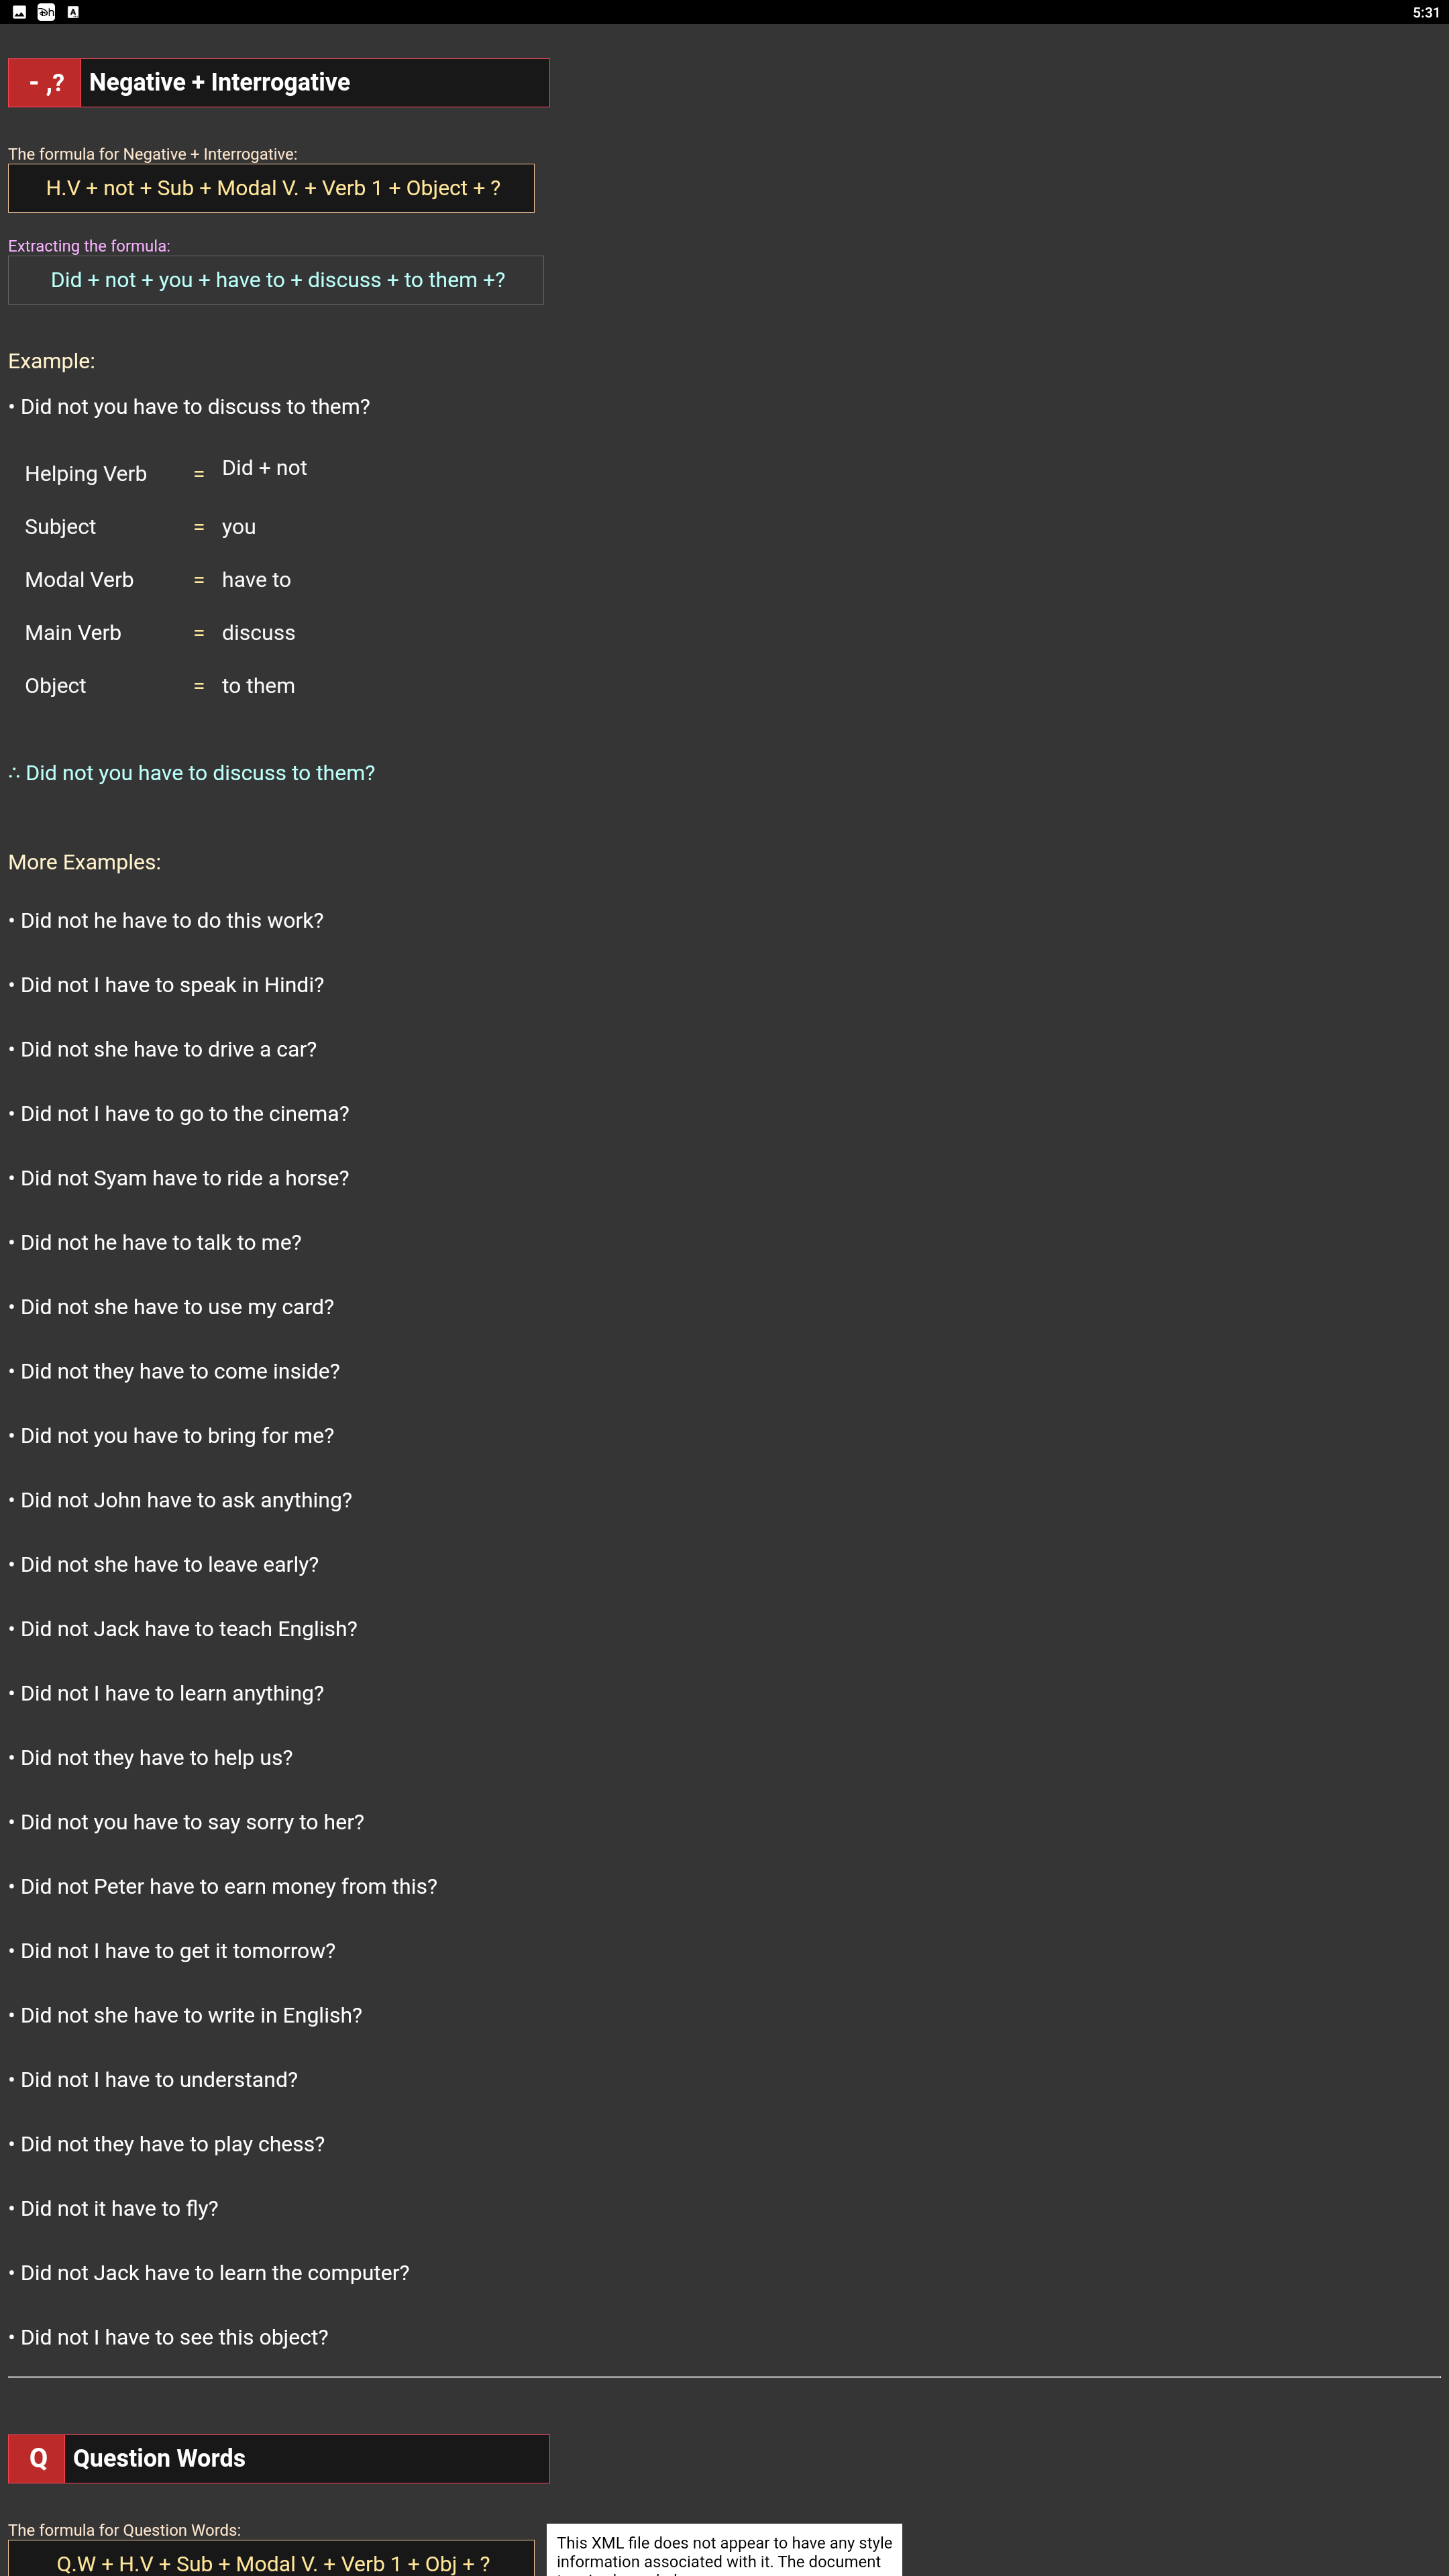 5:31
- ,? Negative + Interrogative
The formula for Negative + Interrogative:
H.V + not + Sub + Modal V. + Verb 1 + Object + ?
Extracting the formula:
Did + not + you + have to + discuss + to them +?
Example:
• Did not you have to discuss to them?
Helping Verb = Did + not
Subject = you
Modal Verb = have to
Main Verb = discuss
Object = to them
∴ Did not you have to discuss to them?
More Examples:
• Did not he have to do this work?
• Did not I have to speak in Hindi?
• Did not she have to drive a car?
• Did not I have to go to the cinema?
• Did not Syam have to ride a horse?
• Did not he have to talk to me?
• Did not she have to use my card?
• Did not they have to come inside?
• Did not you have to bring for me?
• Did not John have to ask anything?
• Did not she have to leave early?
• Did not Jack have to teach English?
• Did not I have to learn anything?
• Did not they have to help us?
• Did not you have to say sorry to her?
• Did not Peter have to earn money from this?
• Did not I have to get it tomorrow?
• Did not she have to write in English?
• Did not I have to understand?
• Did not they have to play chess?
• Did not it have to fly?
• Did not Jack have to learn the computer?
• Did not I have to see this object?
Q Question Words
The formula for Question Words:
Q.W + H.V + Sub + Modal V. + Verb 1 + Obj + ?
This XML file does not appear to have any style
information associated with it. The document